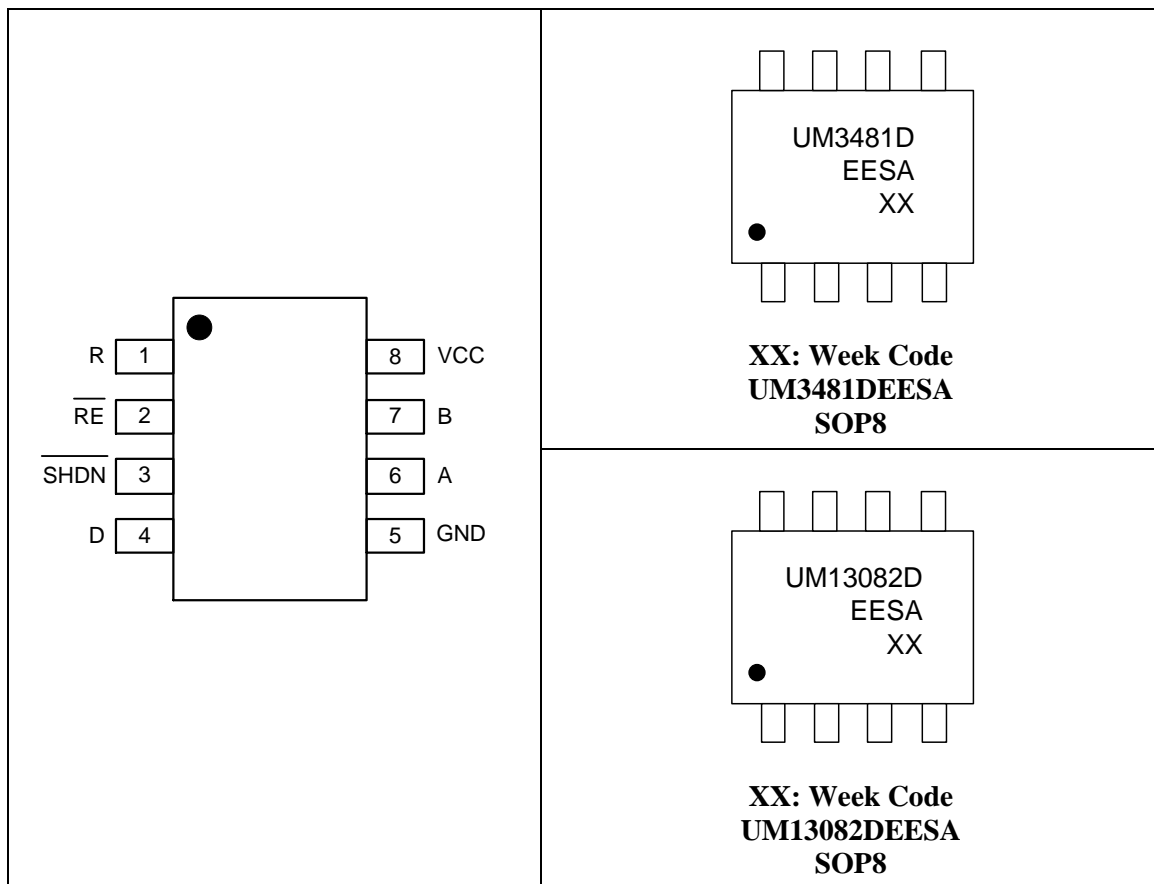 R 1 8 VCC
RE 2 7 B
SHDN 3 6 A
D 4 5 GND
UM3481D
EESA
XX
XX: Week Code
UM3481DEESA
SOP8
UM13082D
EESA
XX
XX: Week Code
UM13082DEESA
SOP8